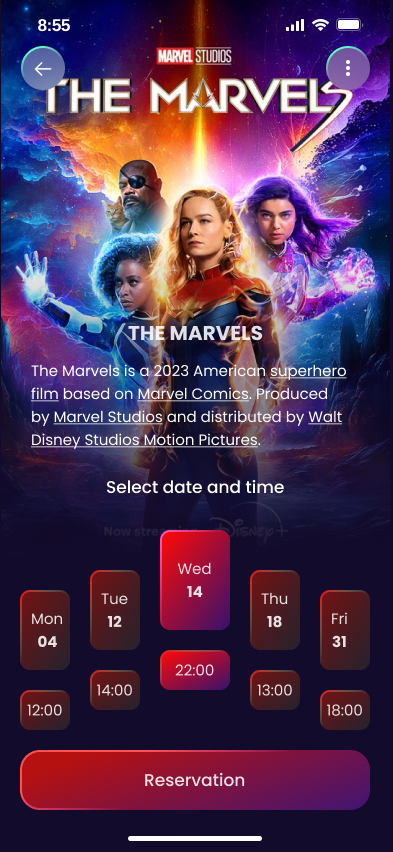 8:55
MARVEL STUDIOS
THE MARVELS
THE MARVELS
The Marvels is a 2023 American superhero
film based on Marvel Comics. Produced
by Marvel Studios and distributed by Walt
Disney Studios Motion Pictures.
Select date and time
Now streaming Disney+
Mon Tue Wed Thu Fri
04 12 14 18 31
12:00 14:00 22:00 13:00 18:00
Reservation